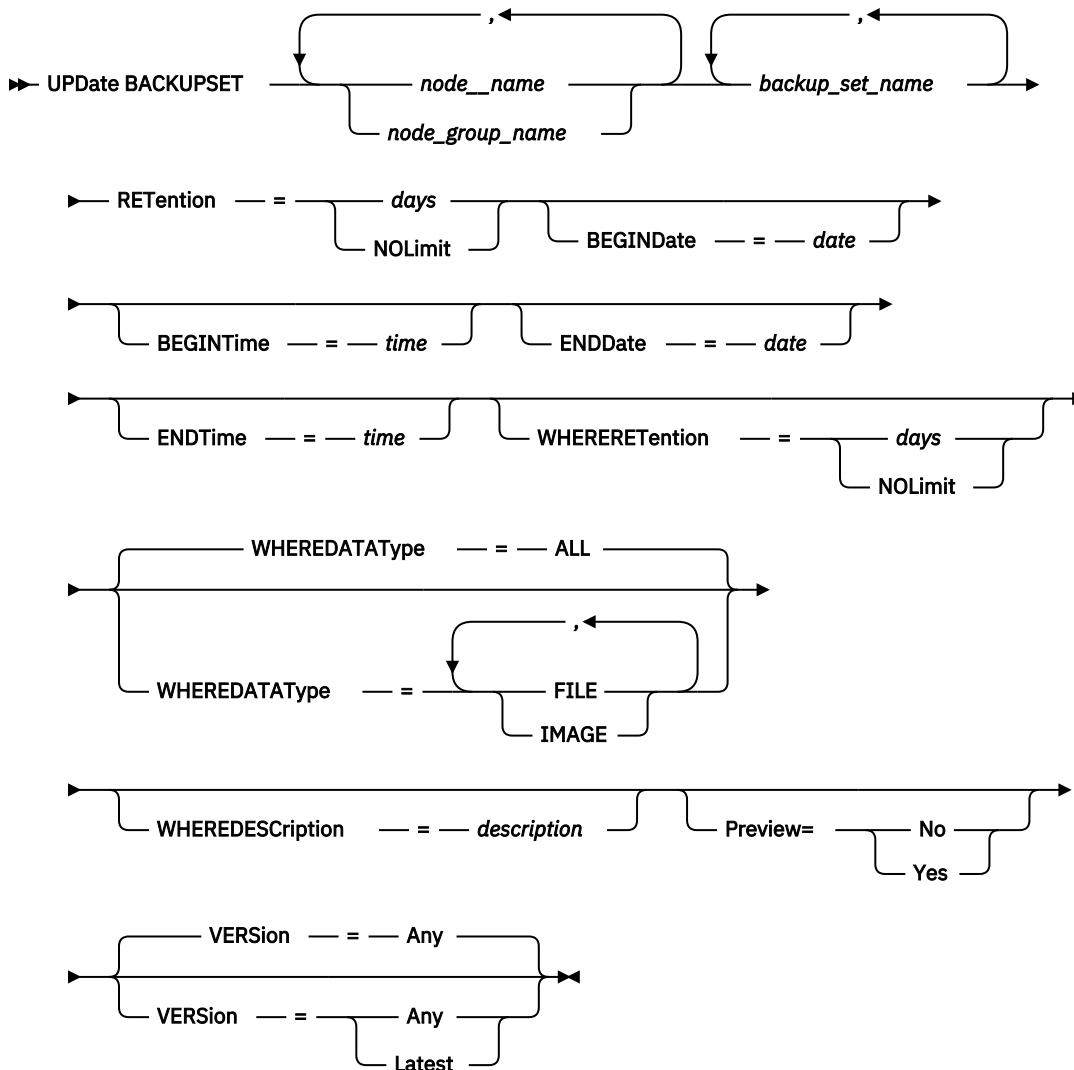 , ,
UPDate BACKUPSET node__name backup_set_name
node_group_name
RETention = days
NOLimit
BEGINDate = date
BEGINTime = time ENDDate = date
ENDTime = time WHERERETention = days
NOLimit
WHEREDATAType = ALL
,
WHEREDATAType = FILE
IMAGE
WHEREDESCription = description Preview= No
Yes
VERSion = Any
VERSion = Any
Latest